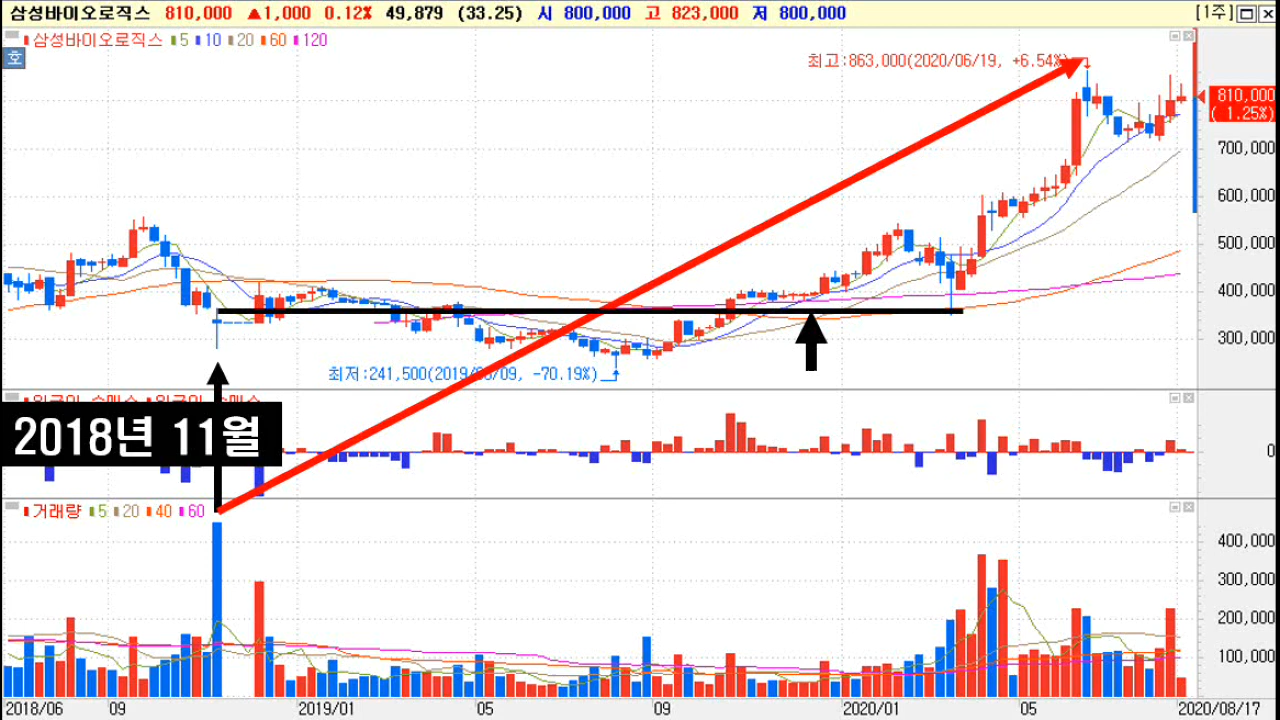 삼성바이오로직스 810,000 ▲1,000 0.12% 49,879 (33.25) 시 800,000 고 823,000 저 800,000 [1주]
삼성바이오로직스 5 10 20 60 120
호
최고:863,000(2020/06/19, +6.54%)
810,000
( 1.25%)
700,000
600,000
500,000
400,000
300,000
최저:241,500(2019/ /09, -70.19%)
2018년 11월
0
거래량 5 20 40 60
400,000
300,000
200,000
100,000
2018/06 09 2019/01 05 09 2020/01 05 2020/08/17